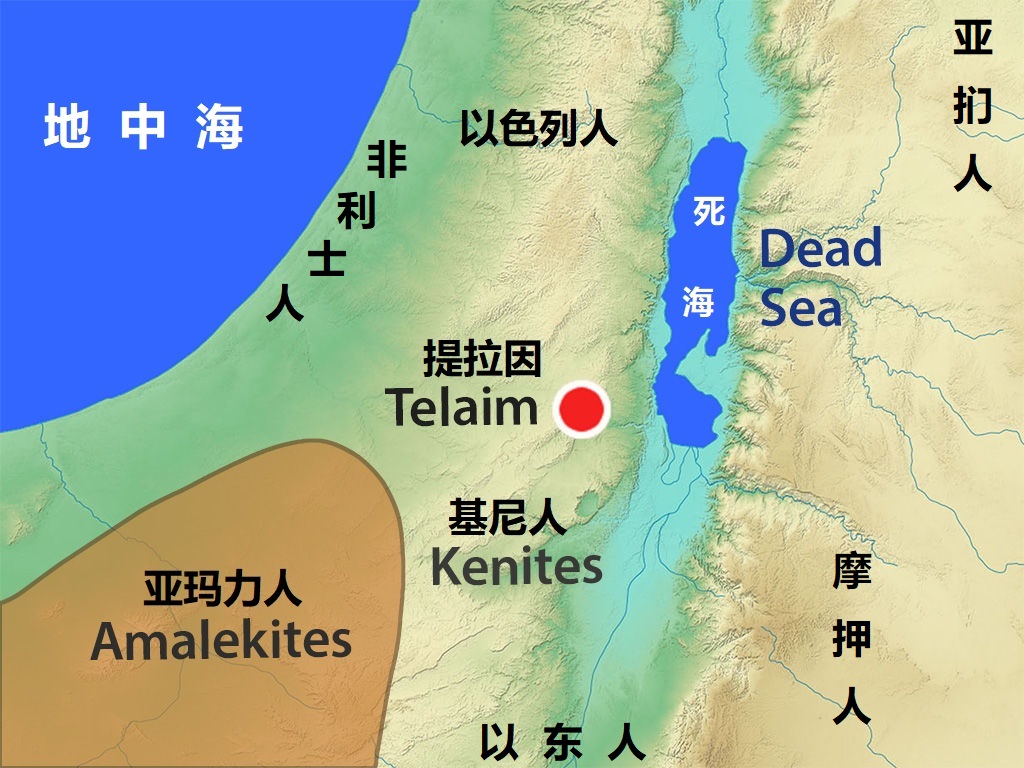 地中海
以色列人
非利士人
亚扪人
死海
Dead
Sea
提拉因
Telaim
基尼人
Kenites
亚玛力人
Amalekites
摩押人
以东人